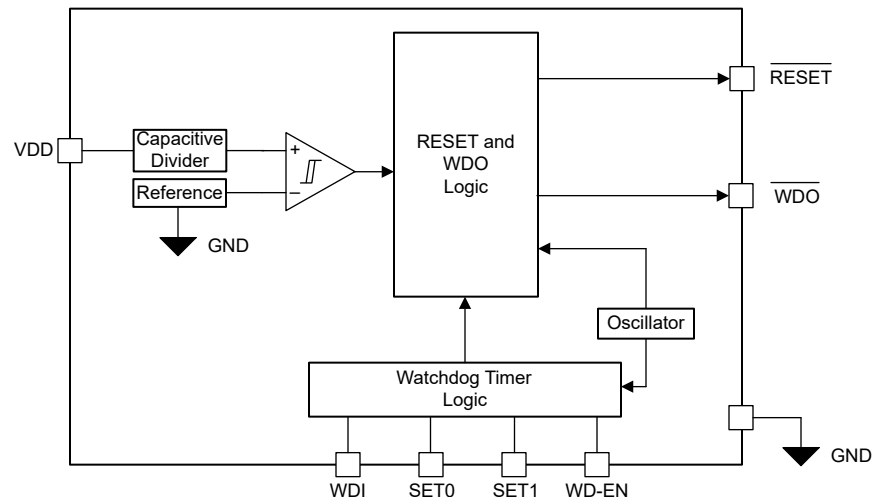 RESET
RESET and
WDO
Logic
VDD
Capacitive
Divider
+
Reference
−
WDO
GND
Oscillator
Watchdog Timer
Logic
GND
WDI
SET0
SET1
WD-EN